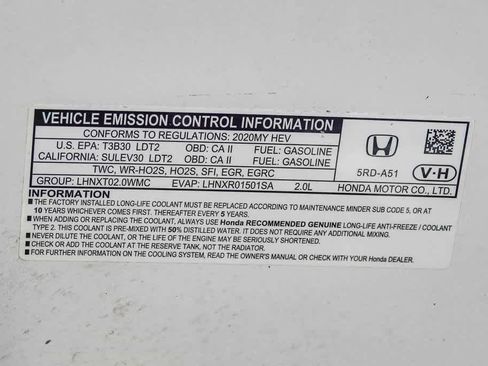 VEHICLE EMISSION CONTROL INFORMATION
CONFORMS TO REGULATIONS: 2020MY HEV
U.S. EPA: T3B30 LDT2 OBD: CA II FUEL: GASOLINE
CALIFORNIA: SULEV30 LDT2 OBD: CA II FUEL: GASOLINE
TWC, WR-HO2S, HO2S, SFI, EGR, EGRC
GROUP: LHNXT02.0WMC EVAP: LHNXR01501SA 2.0L
5RD-A51
V·H
HONDA MOTOR CO., LTD.
INFORMATION
■ THE FACTORY INSTALLED LONG-LIFE COOLANT MUST BE REPLACED ACCORDING TO MAINTENANCE MINDER SUB CODE 5, OR AT
10 YEARS WHICHEVER COMES FIRST. THEREAFTER EVERY 5 YEARS.
■ WHEN ADDING OR REPLACING THE COOLANT, ALWAYS USE Honda RECOMMENDED GENUINE LONG-LIFE ANTI-FREEZE / COOLANT
TYPE 2. THIS COOLANT IS PRE-MIXED WITH 50% DISTILLED WATER. IT DOES NOT REQUIRE ANY ADDITIONAL MIXING.
■ NEVER DILUTE THE COOLANT, OR THE LIFE OF THE ENGINE MAY BE SERIOUSLY SHORTENED.
■ CHECK OR ADD COOLANT AT THE RESERVE TANK, NOT THE RADIATOR.
■ FOR FURTHER INFORMATION ON THE COOLING SYSTEM, READ THE OWNER'S MANUAL OR CHECK WITH YOUR Honda DEALER.